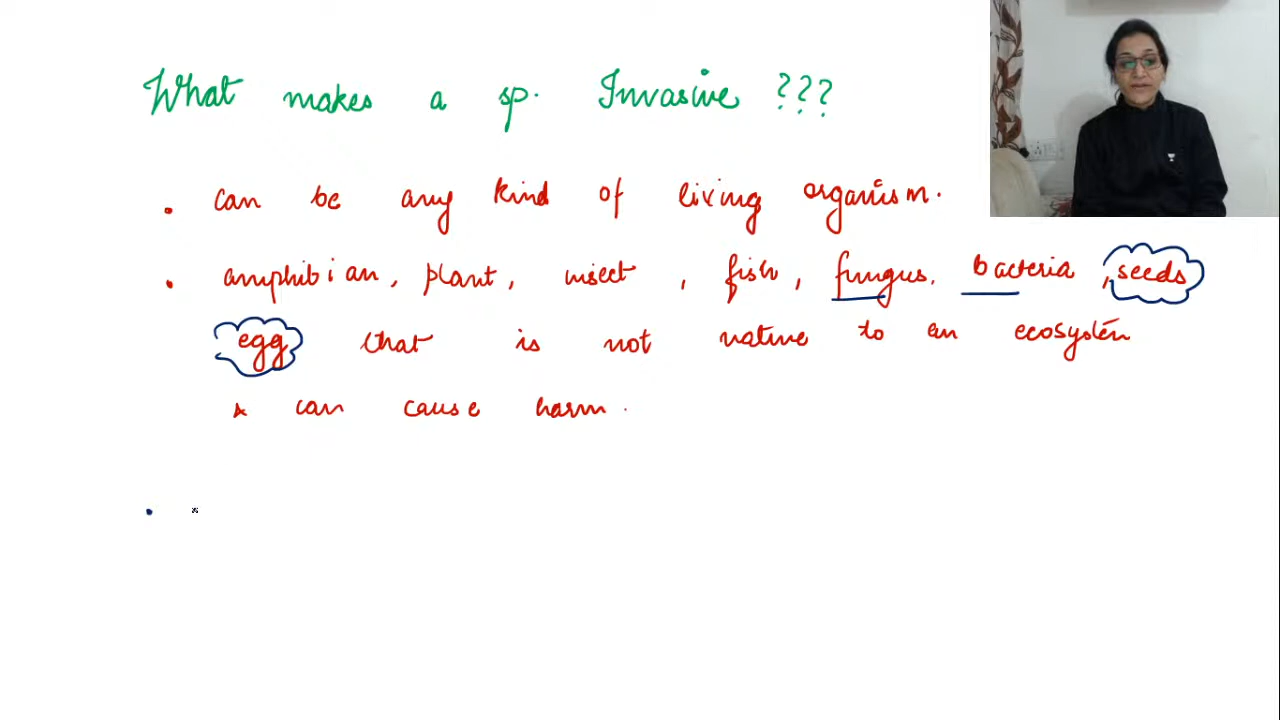 What makes a sp. Invasive ???
• can be any kind of living organism.
• amphibian, plant, insect, fish, fungus, bacteria, seeds
egg that is not native to an ecosystem
& can cause harm.
•